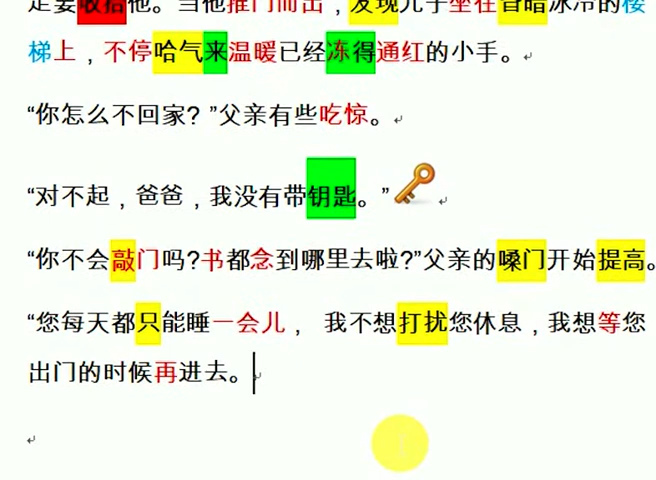 定要收拾他。当他推门而出，发现儿子坐在昏暗冰冷的楼
梯上，不停哈气来温暖已经冻得通红的小手。
“你怎么不回家？”父亲有些吃惊。
“对不起，爸爸，我没有带钥匙。”
“你不会敲门吗?书都念到哪里去啦?”父亲的嗓门开始提高。
“您每天都只能睡一会儿， 我不想打扰您休息，我想等您
出门的时候再进去。